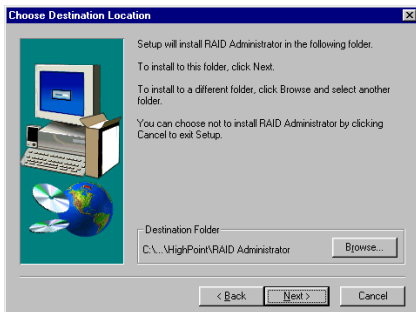 Choose Destination Location
Setup will install RAID Administrator in the following folder.
To install to this folder, click Next.
To install to a different folder, click Browse and select another
folder.
You can choose not to install RAID Administrator by clicking
Cancel to exit Setup.
Destination Folder
C:\...\HighPoint\RAID Administrator
Browse...
< Back
Next >
Cancel